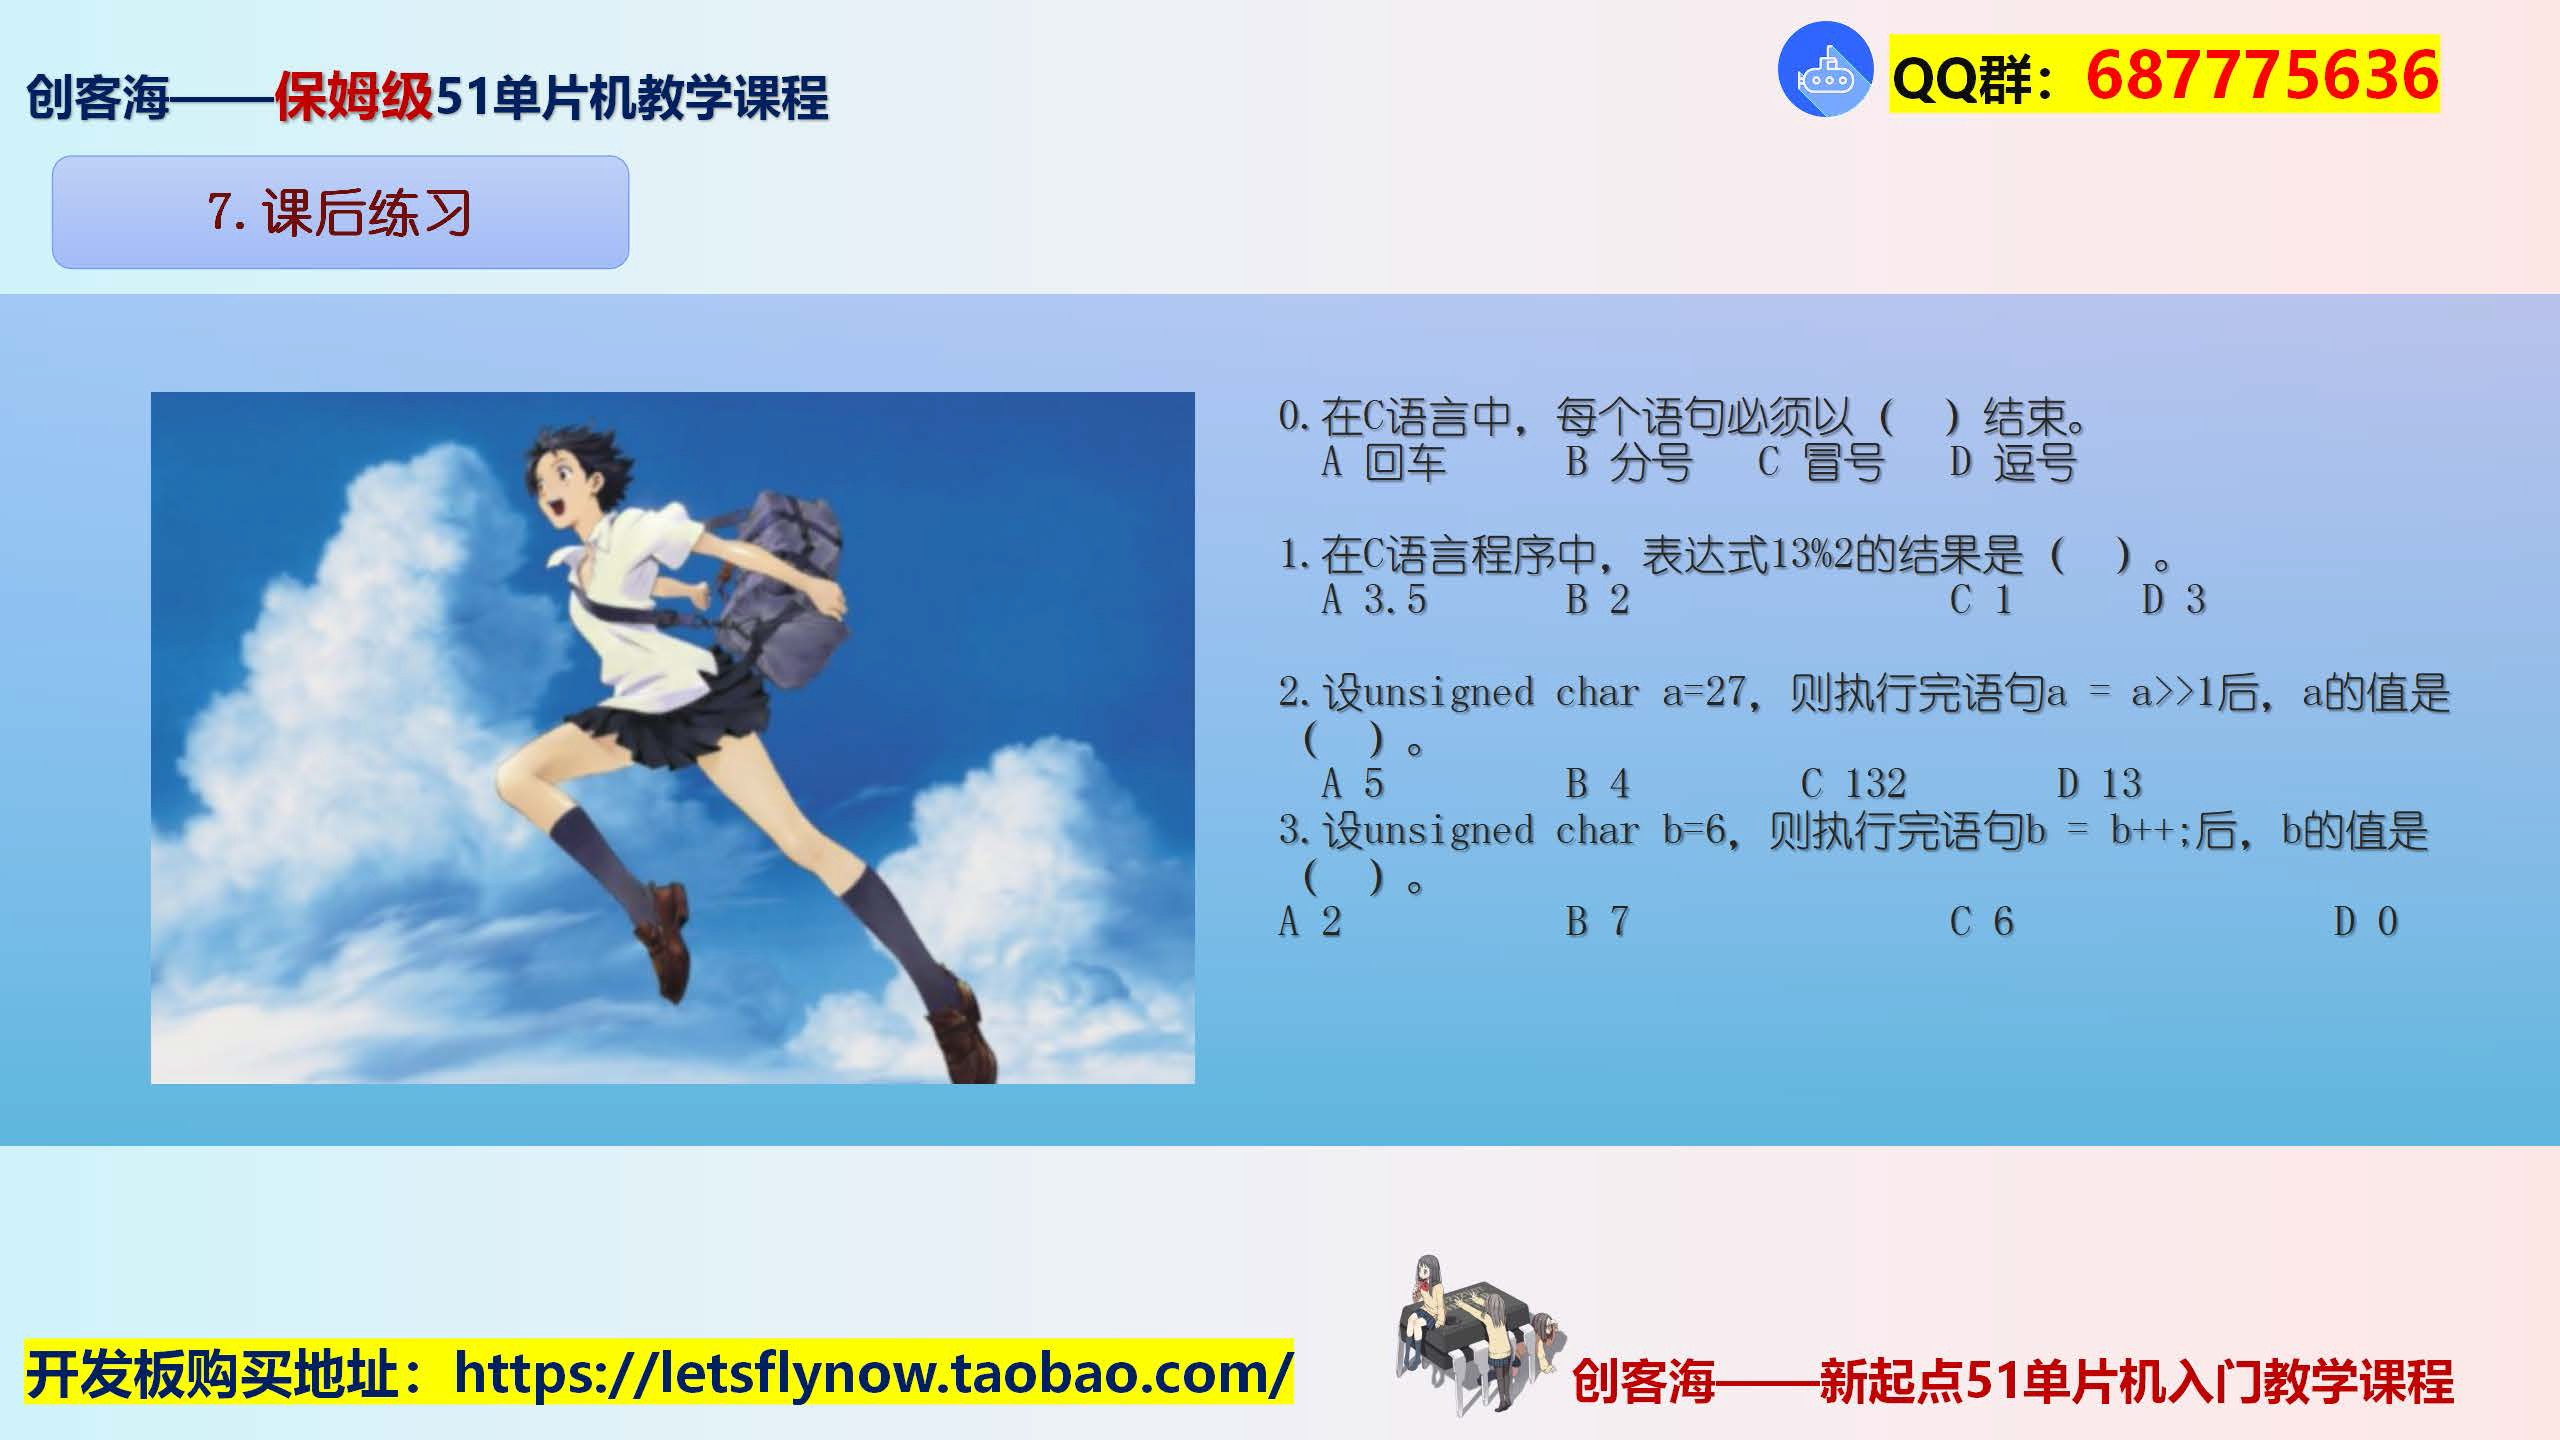 创客海——保姆级51单片机教学课程
QQ群：687775636
7.课后练习
0.在C语言中，每个语句必须以（ ）结束。
A 回车 B 分号 C 冒号 D 逗号
1.在C语言程序中，表达式13%2的结果是（ ）。
A 3.5 B 2 C 1 D 3
2.设unsigned char a=27，则执行完语句a = a>>1后，a的值是
（ ）。
A 5 B 4 C 132 D 13
3.设unsigned char b=6，则执行完语句b = b++;后，b的值是
（ ）。
A 2 B 7 C 6 D 0
开发板购买地址：https://letsflynow.taobao.com/
创客海——新起点51单片机入门教学课程